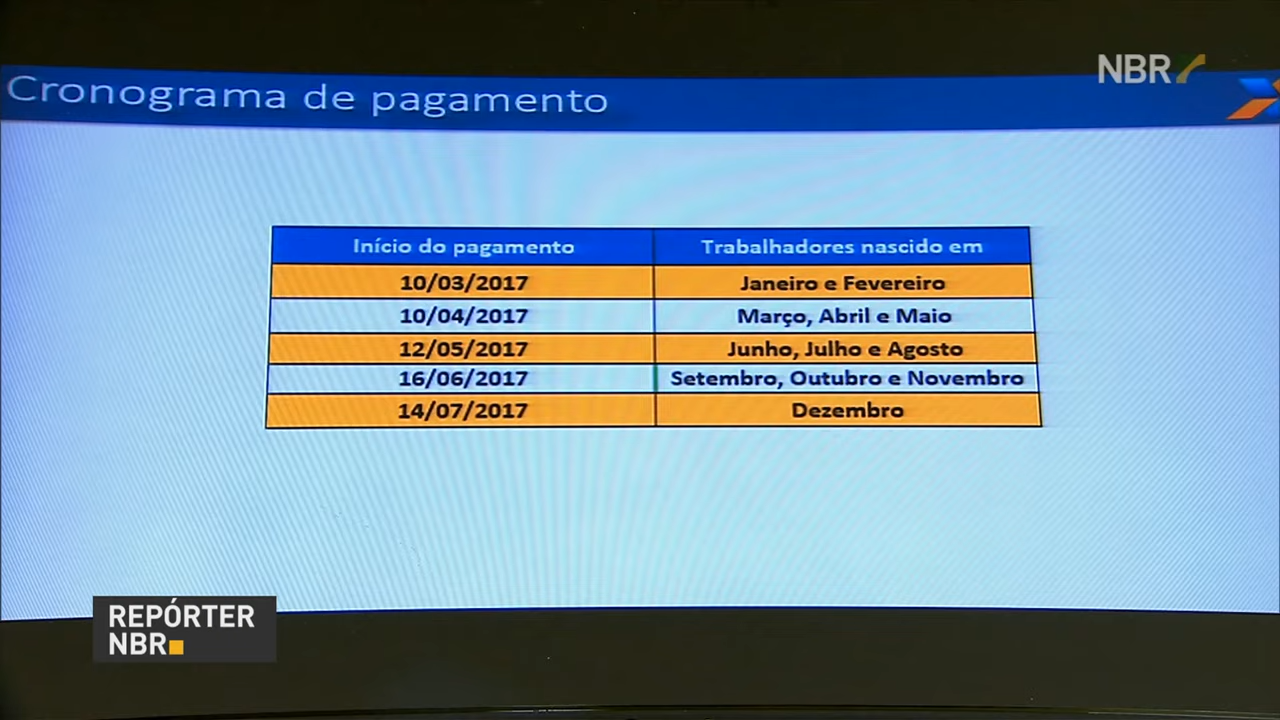 NBR
Cronograma de pagamento
Início do pagamento Trabalhadores nascido em
10/03/2017 Janeiro e Fevereiro
10/04/2017 Março, Abril e Maio
12/05/2017 Junho, Julho e Agosto
16/06/2017 Setembro, Outubro e Novembro
14/07/2017 Dezembro
REPÓRTER
NBR